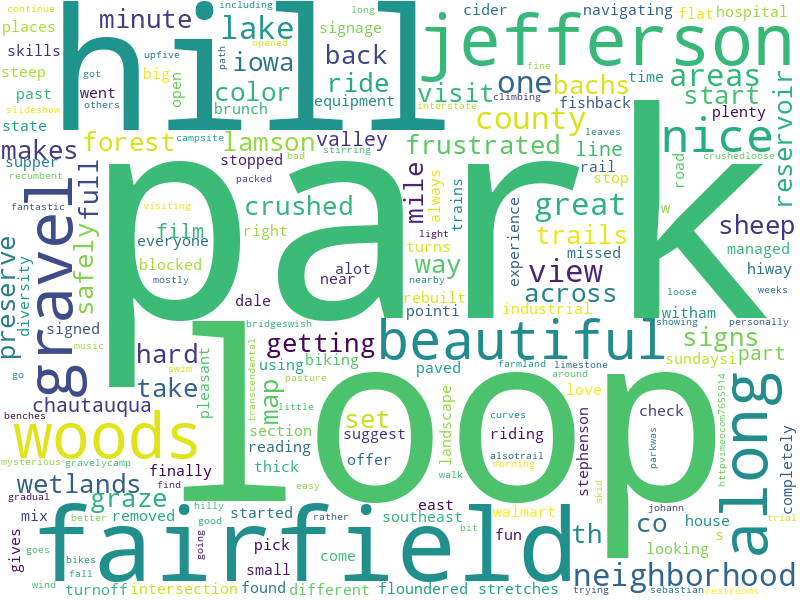 continue
including
long
cider
navigating
hospital
places
minute
lake
signage
jefferson
flat
skills
upfive
got
path
back
iowa
opened
fine
one
areas
time
steep
hill
big
open
color
ride
visit
bachs
start
past
went
others
brunch
equipment
slideshow
interstate
climbing
fishback
reservoir
state
campsite
leaves
county
plenty
makes
forest
lamson
valley
frustrated
line
nice
crushedloose
supper
stopped
bad
stirring
rail
road
recumbent
full
packed
mile
always
trains
stop
fantastic
visiting
crushed
great
w
sheep
gravel
safely
film
everyone
right
light
experience
trails
missed
managed
preserve
diversity
blocked
mostly
alot
near
way
turns
nearby
view
hiway
park
rebuilt
across
loose
weeks
dale
pointi
industrial
witham
signed
music
bridgeswish
getting
beautiful
showing
personally
signs
go
swim
hard
using
biking
paved
farmland
limestone
sundaysi
part
benches
take
pleasant
transcendental
pasture
map
little
landscape
around
love
chautauqua
set
curves
check
along
httpvimeocom7655914
woods
section
suggest
riding
loop
reading
alsotrail
parkwas
stephenson
mysterious
gravelycamp
finally
thick
offer
walk
morning
skid
looking
completely
wetlands
gradual
find
graze
hilly
easy
rather
east
walmart
johann
mix
better
removed
good
started
southeast
fun
th
co
house
s
trial
gives
goes
bikes
going
pick
come
bit
fairfield
small
neighborhood
wind
fall
turnoff
intersection
found
different
floundered
stretches
trying
sebastian
restrooms